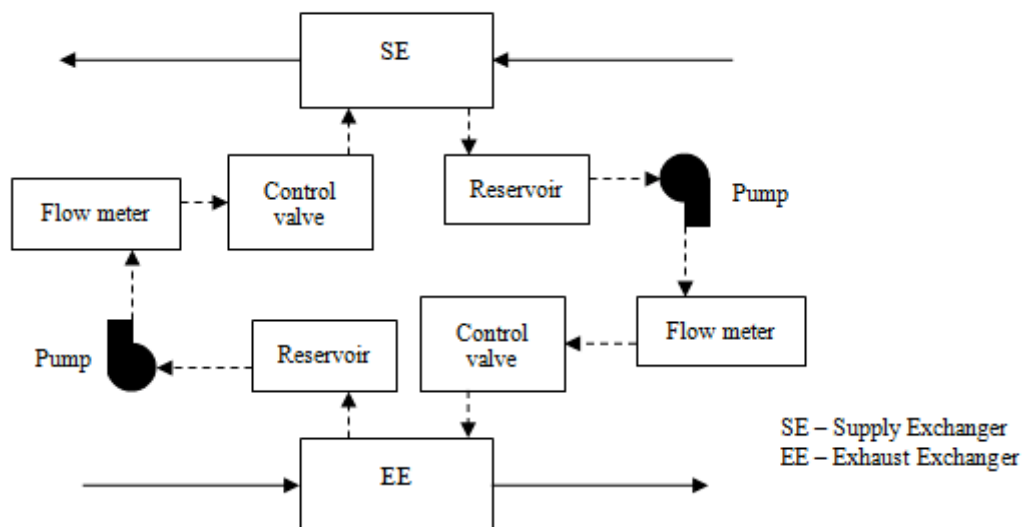 SE
Flow meter
Control
valve
Reservoir
Pump
Pump
Reservoir
Control
valve
Flow meter
EE
SE – Supply Exchanger
EE – Exhaust Exchanger